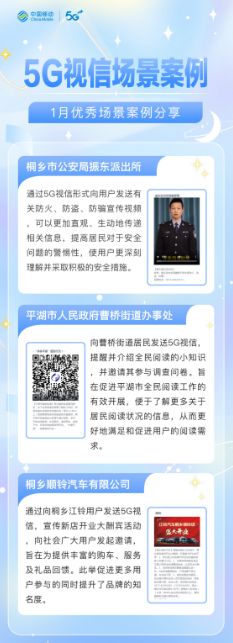 中国移动
China Mobile
5G
5G视信场景案例
1月优秀场景案例分享
桐乡市公安局振东派出所
通过5G视信形式向用户发送有
关防火、防盗、防骗宣传视频
，可以更加直观、生动地传递
相关信息，提高居民对于安全
问题的警惕性，使用户更深刻
理解并采取积极的安全措施。
平湖市人民政府曹桥街道办事处
向曹桥街道居民发送5G视信，
提醒并介绍全民阅读的小知识
，并邀请其参与调查问卷。旨
在促进平湖市全民阅读工作的
有效开展，便于了解更多关于
居民阅读状况的信息，从而更
好地满足和促进用户的阅读需
求。
桐乡顺铃汽车有限公司
通过向桐乡江铃用户发送5G视
信，宣传新店开业大酬宾活动
，向社会广大用户发起邀请，
旨在为提供丰富的购车、服务
及礼品回馈。此举促进更多用
户参与的同时提升了品牌的知
名度。